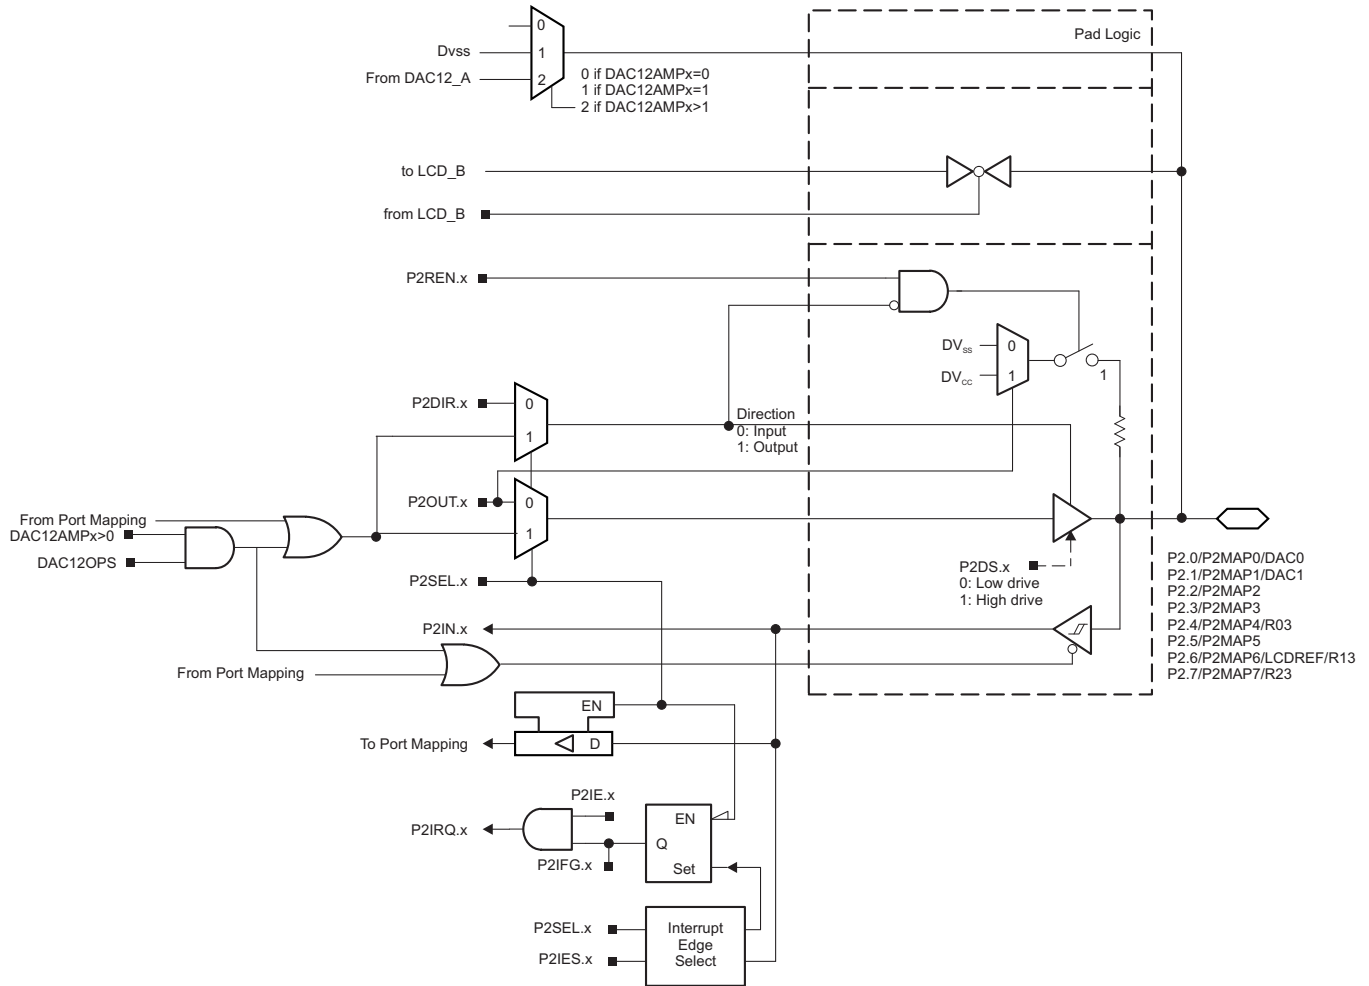 0
Pad Logic
Dvss
1
From DAC12_A
2
0 if DAC12AMPx=0
1 if DAC12AMPx=1
2 if DAC12AMPx>1
to LCD_B
from LCD_B
P2REN.x
DVSS
0
DVCC
1
1
P2DIR.x
0
1
Direction
0: Input
1: Output
P2OUT.x
0
1
From Port Mapping
DAC12AMPx>0
DAC12OPS
P2SEL.x
P2DS.x
0: Low drive
1: High drive
P2.0/P2MAP0/DAC0
P2.1/P2MAP1/DAC1
P2.2/P2MAP2
P2.3/P2MAP3
P2.4/P2MAP4/R03
P2.5/P2MAP5
P2.6/P2MAP6/LCDREF/R13
P2.7/P2MAP7/R23
P2IN.x
From Port Mapping
EN
To Port Mapping
D
P2IE.x
P2IRQ.x
EN
Q
P2IFG.x
Set
P2SEL.x
P2IES.x
Interrupt
Edge
Select